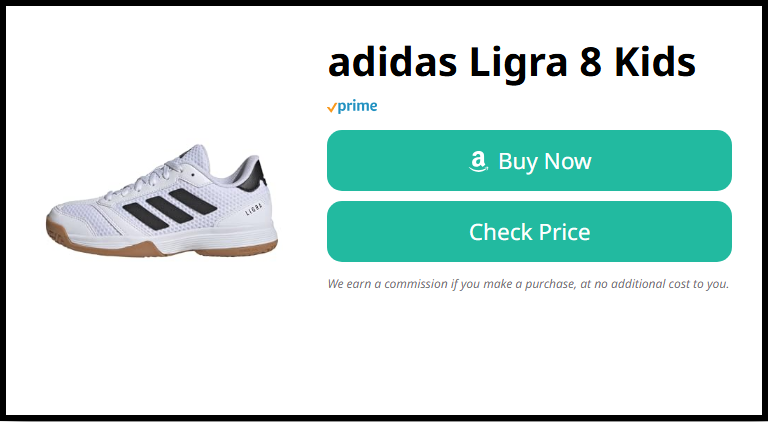 adidas Ligra 8 Kids
prime
Buy Now
Check Price
We earn a commission if you make a purchase, at no additional cost to you.
LIGRA